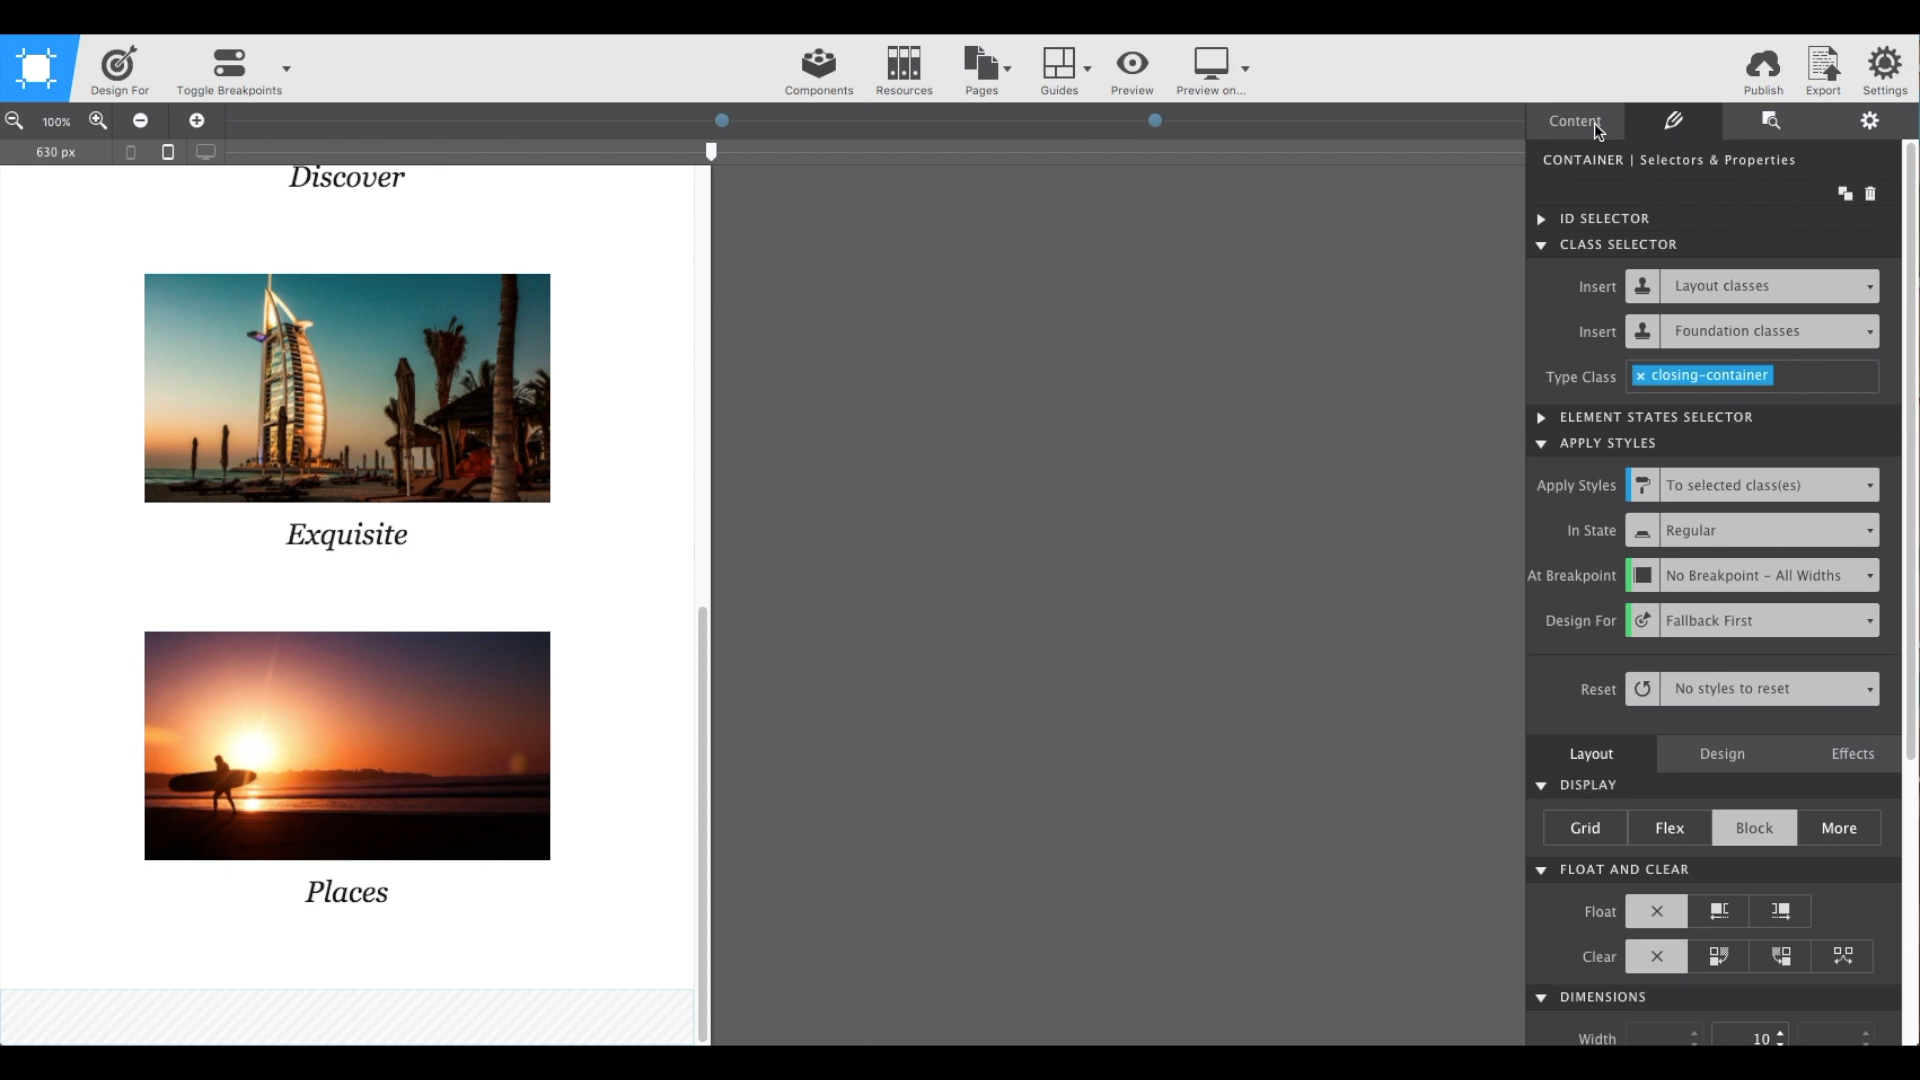 Design For
Toggle Breakpoints
Components
Resources
Pages
Guides
Preview
Preview on...
Publish
Export
Settings
100%
Content
630 px
CONTAINER | Selectors & Properties
Discover
ID SELECTOR
CLASS SELECTOR
Insert Layout classes
Insert Foundation classes
Type Class × closing-container
ELEMENT STATES SELECTOR
APPLY STYLES
Apply Styles To selected class(es)
In State Regular
Exquisite
At Breakpoint No Breakpoint - All Widths
Design For Fallback First
Reset No styles to reset
Layout Design Effects
DISPLAY
Grid Flex Block More
FLOAT AND CLEAR
Places
Float
Clear
DIMENSIONS
Width 10